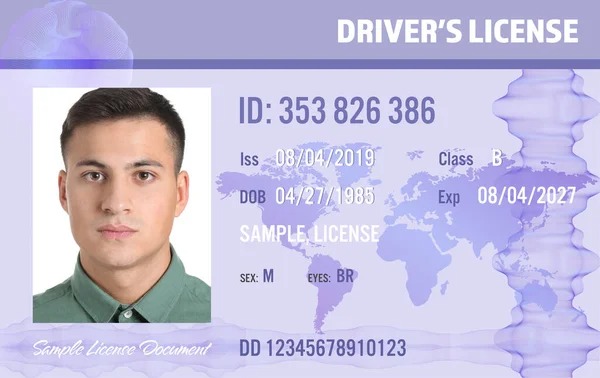 DRIVER'S LICENSE
ID: 353 826 386
Iss 08/04/2019 Class B
DOB 04/27/1985 Exp 08/04/2027
SAMPLE, LICENSE
SEX: M EYES: BR
Sample License Document
DD 12345678910123